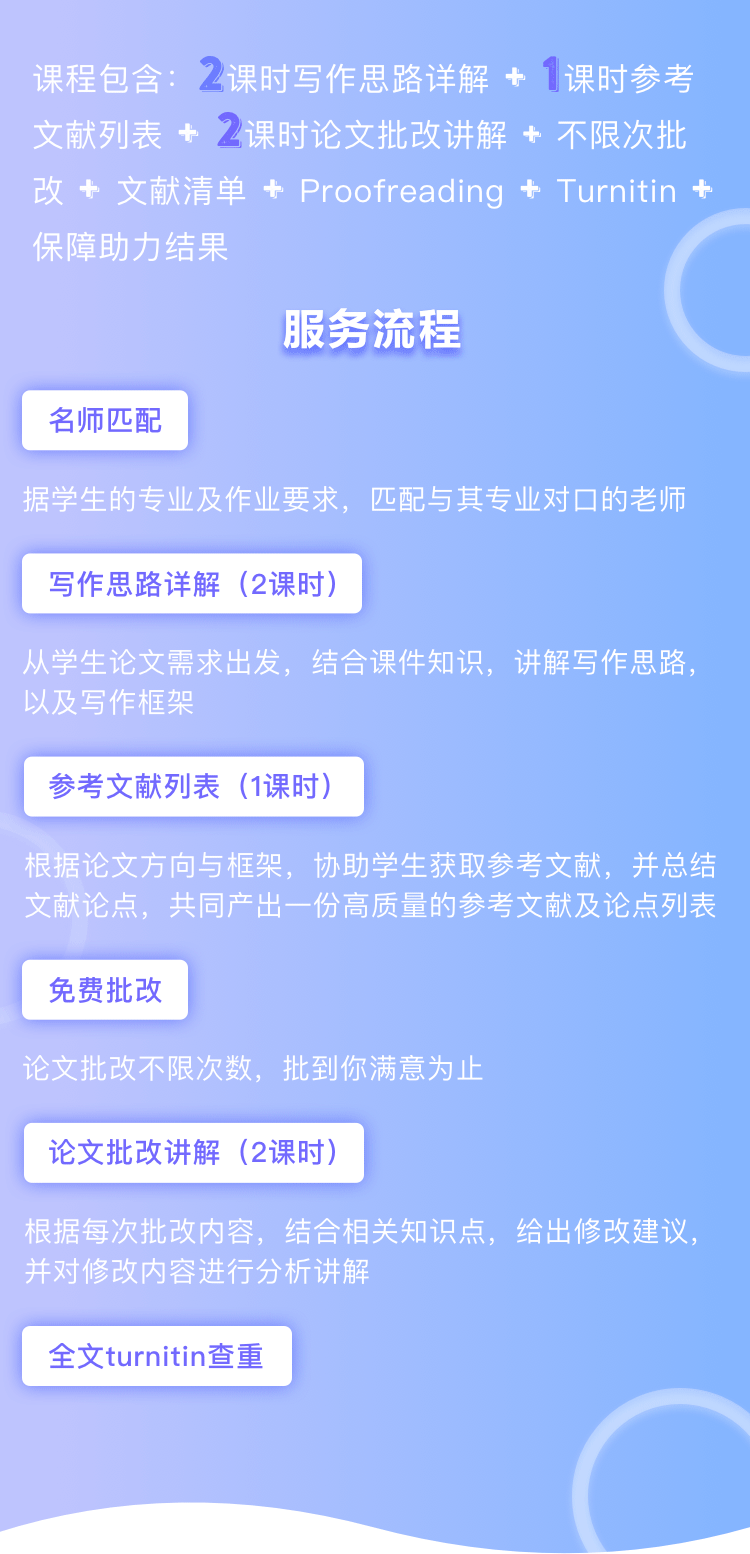 课程包含：2课时写作思路详解 + 1课时参考
文献列表 + 2课时论文批改讲解 + 不限次批
改 + 文献清单 + Proofreading + Turnitin +
保障助力结果
服务流程
名师匹配
据学生的专业及作业要求，匹配与其专业对口的老师
写作思路详解（2课时）
从学生论文需求出发，结合课件知识，讲解写作思路，
以及写作框架
参考文献列表（1课时）
根据论文方向与框架，协助学生获取参考文献，并总结
文献论点，共同产出一份高质量的参考文献及论点列表
免费批改
论文批改不限次数，批到你满意为止
论文批改讲解（2课时）
根据每次批改内容，结合相关知识点，给出修改建议，
并对修改内容进行分析讲解
全文turnitin查重